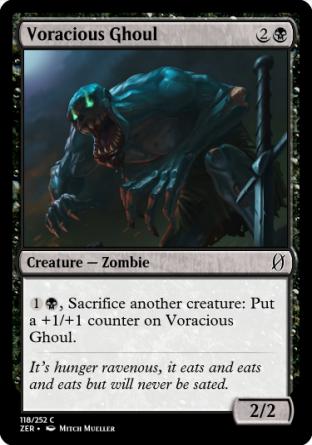 Voracious Ghoul 2
Creature — Zombie
1, Sacrifice another creature: Put
a +1/+1 counter on Voracious
Ghoul.
It's hunger ravenous, it eats and eats
and eats but will never be sated.
2/2
118/252 C
ZER • Mitch Mueller